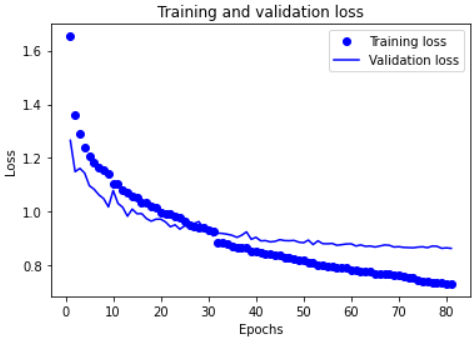 Training and validation loss
Training loss
Validation loss
Loss
1.6
1.4
1.2
1.0
0.8
0 10 20 30 40 50 60 70 80
Epochs